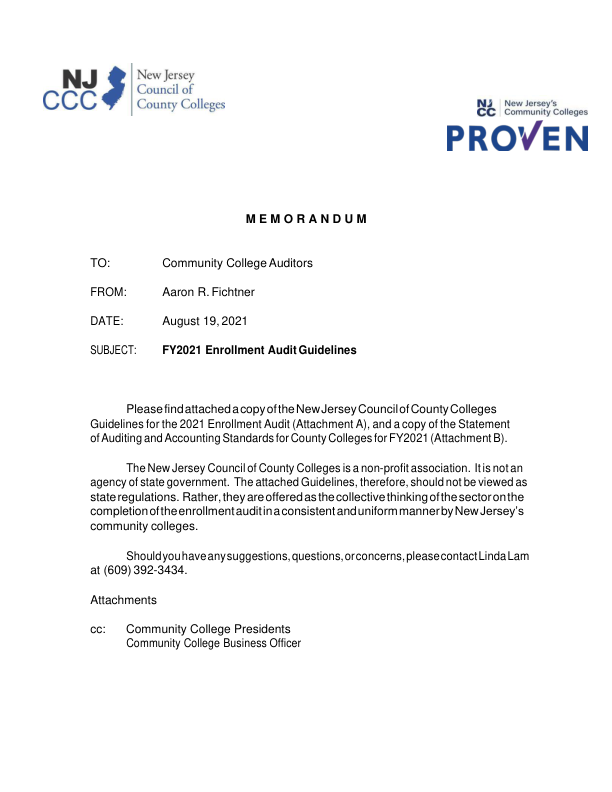 NJ
CCC
New Jersey
Council of
County Colleges
NJ
CC
New Jersey's
Community Colleges
PROVEN
MEMORANDUM
TO: Community College Auditors
FROM: Aaron R. Fichtner
DATE: August 19, 2021
SUBJECT: FY2021 Enrollment Audit Guidelines
Please find attached a copy of the New Jersey Council of County Colleges
Guidelines for the 2021 Enrollment Audit (Attachment A), and a copy of the Statement
of Auditing and Accounting Standards for County Colleges for FY2021 (Attachment B).
The New Jersey Council of County Colleges is a non-profit association. It is not an
agency of state government. The attached Guidelines, therefore, should not be viewed as
state regulations. Rather, they are offered as the collective thinking of the sector on the
completion of the enrollment audit in a consistent and uniform manner by New Jersey's
community colleges.
Should you have any suggestions, questions, or concerns, please contact Linda Lam
at (609) 392-3434.
Attachments
cc: Community College Presidents
Community College Business Officer